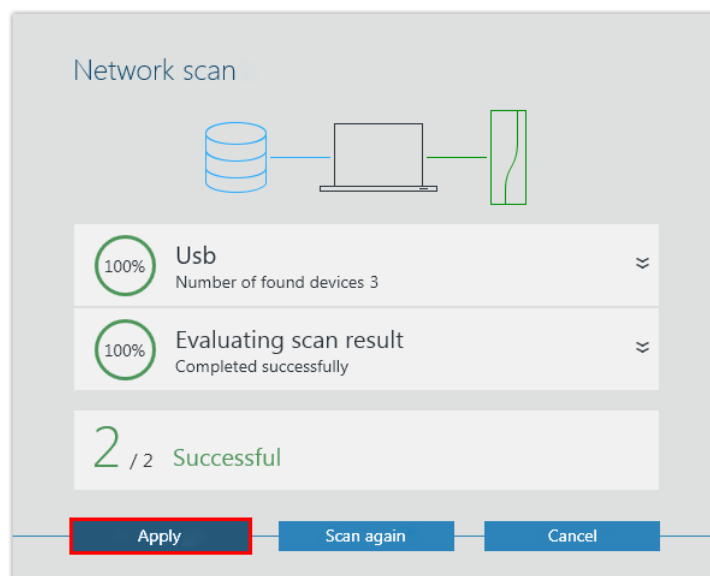 Network scan
100%
Usb
Number of found devices 3
100%
Evaluating scan result
Completed successfully
2 / 2 Successful
Apply Scan again Cancel